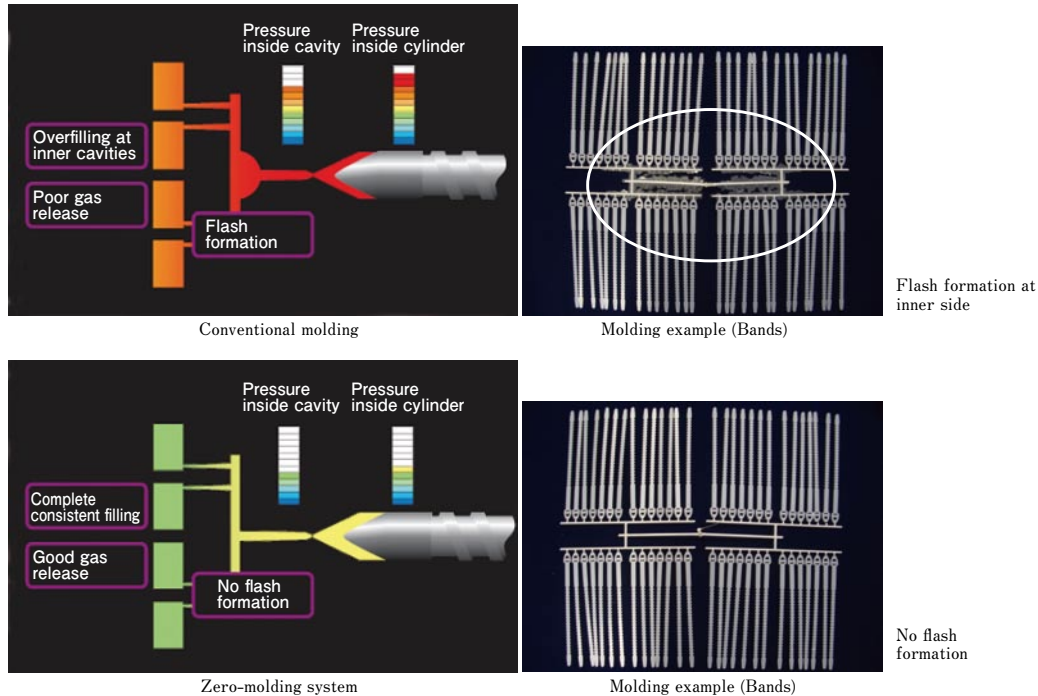 Pressure
inside cavity
Pressure
inside cylinder
Overfilling at
inner cavities
Poor gas
release
Flash
formation
Conventional molding
Molding example (Bands)
Flash formation at
inner side
Pressure
inside cavity
Pressure
inside cylinder
Complete
consistent filling
Good gas
release
No flash
formation
Zero-molding system
Molding example (Bands)
No flash
formation